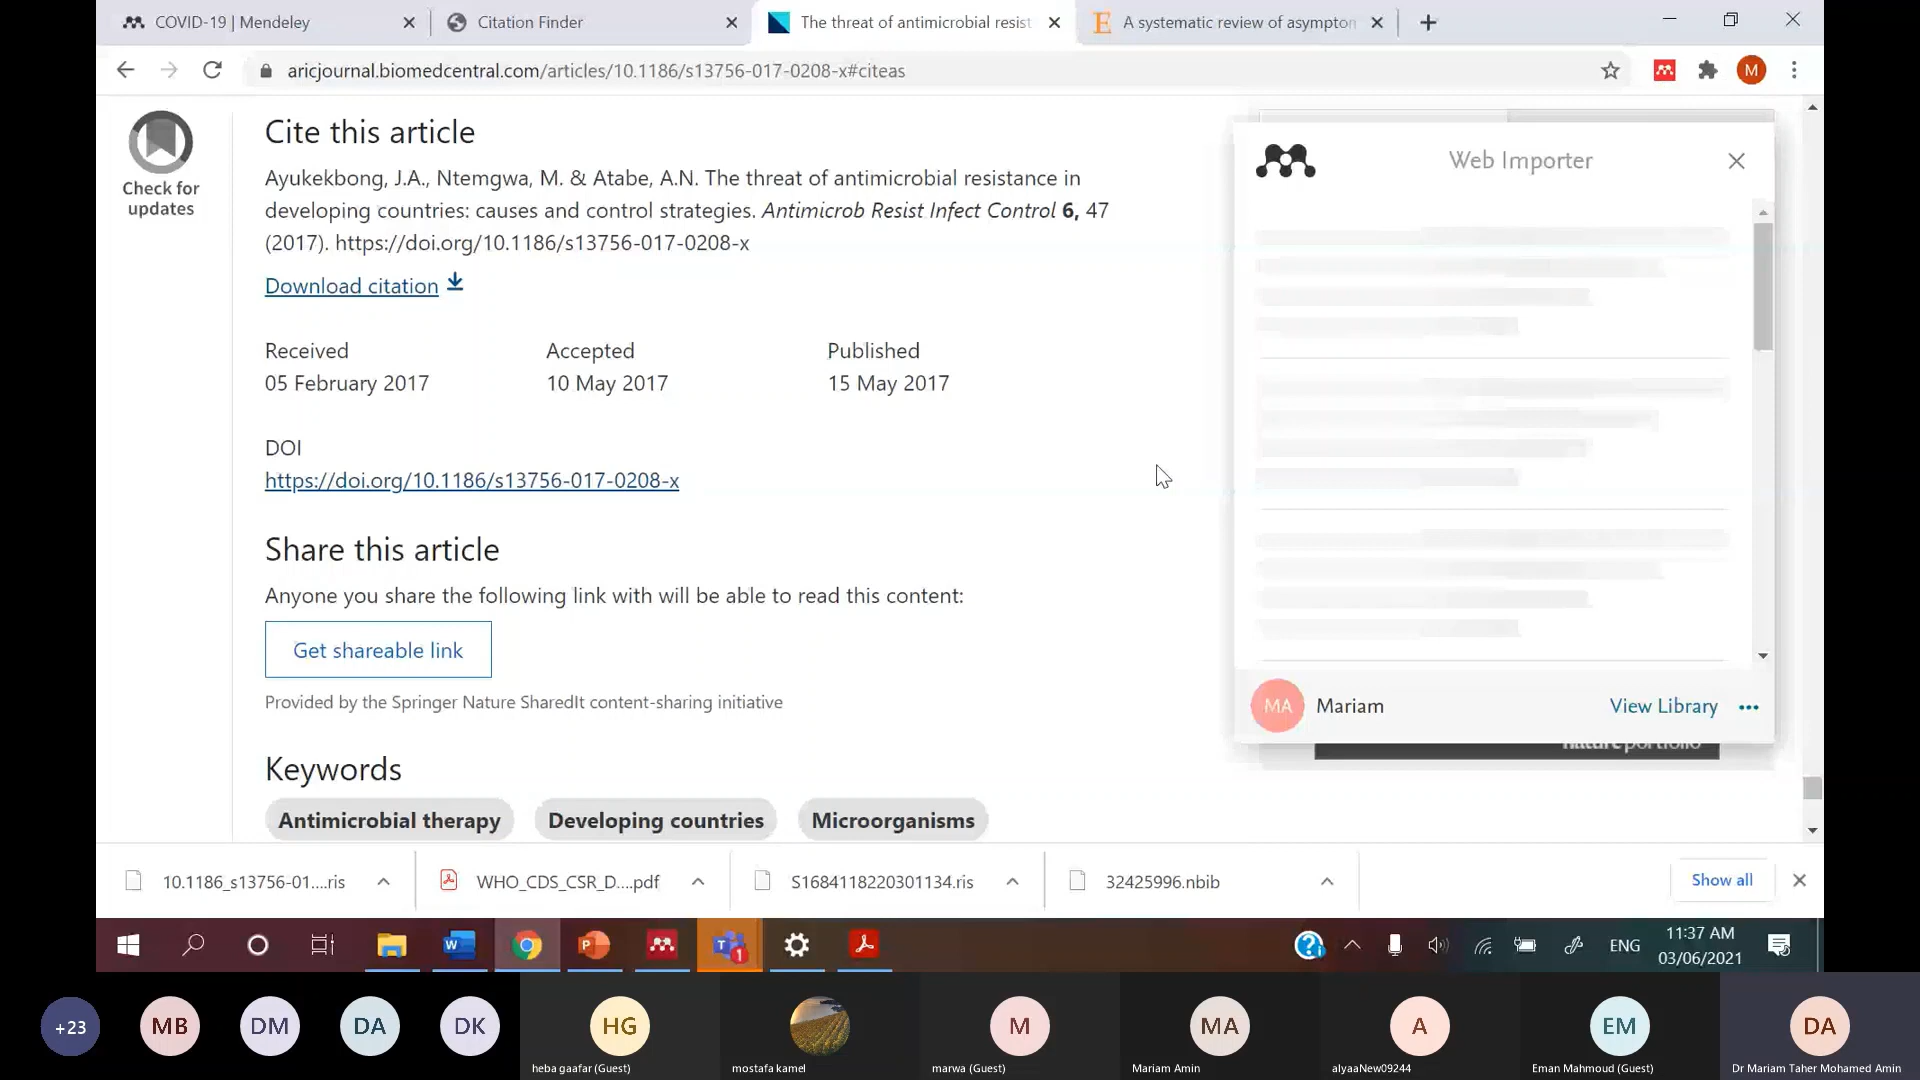 COVID-19 | Mendeley
Citation Finder
The threat of antimicrobial resist
A systematic review of asympton
aricjournal.biomedcentral.com/articles/10.1186/s13756-017-0208-x#citeas
M
Check for
updates
Cite this article
Ayukekbong, J.A., Ntemgwa, M. & Atabe, A.N. The threat of antimicrobial resistance in
developing countries: causes and control strategies. Antimicrob Resist Infect Control 6, 47
(2017). https://doi.org/10.1186/s13756-017-0208-x
Download citation
Received
Accepted
Published
05 February 2017
10 May 2017
15 May 2017
DOI
https://doi.org/10.1186/s13756-017-0208-x
Share this article
Anyone you share the following link with will be able to read this content:
Get shareable link
Provided by the Springer Nature SharedIt content-sharing initiative
Keywords
Antimicrobial therapy
Developing countries
Microorganisms
Web Importer
MA
Mariam
View Library
nature portfolio
10.1186_s13756-01....ris
WHO_CDS_CSR_D....pdf
S1684118220301134.ris
32425996.nbib
Show all
ENG
11:37 AM
03/06/2021
+23
MB
DM
DA
DK
HG
M
MA
A
EM
DA
heba gaafar (Guest)
mostafa kamel
marwa (Guest)
Mariam Amin
alyaaNew09244
Eman Mahmoud (Guest)
Dr Mariam Taher Mohamed Amin